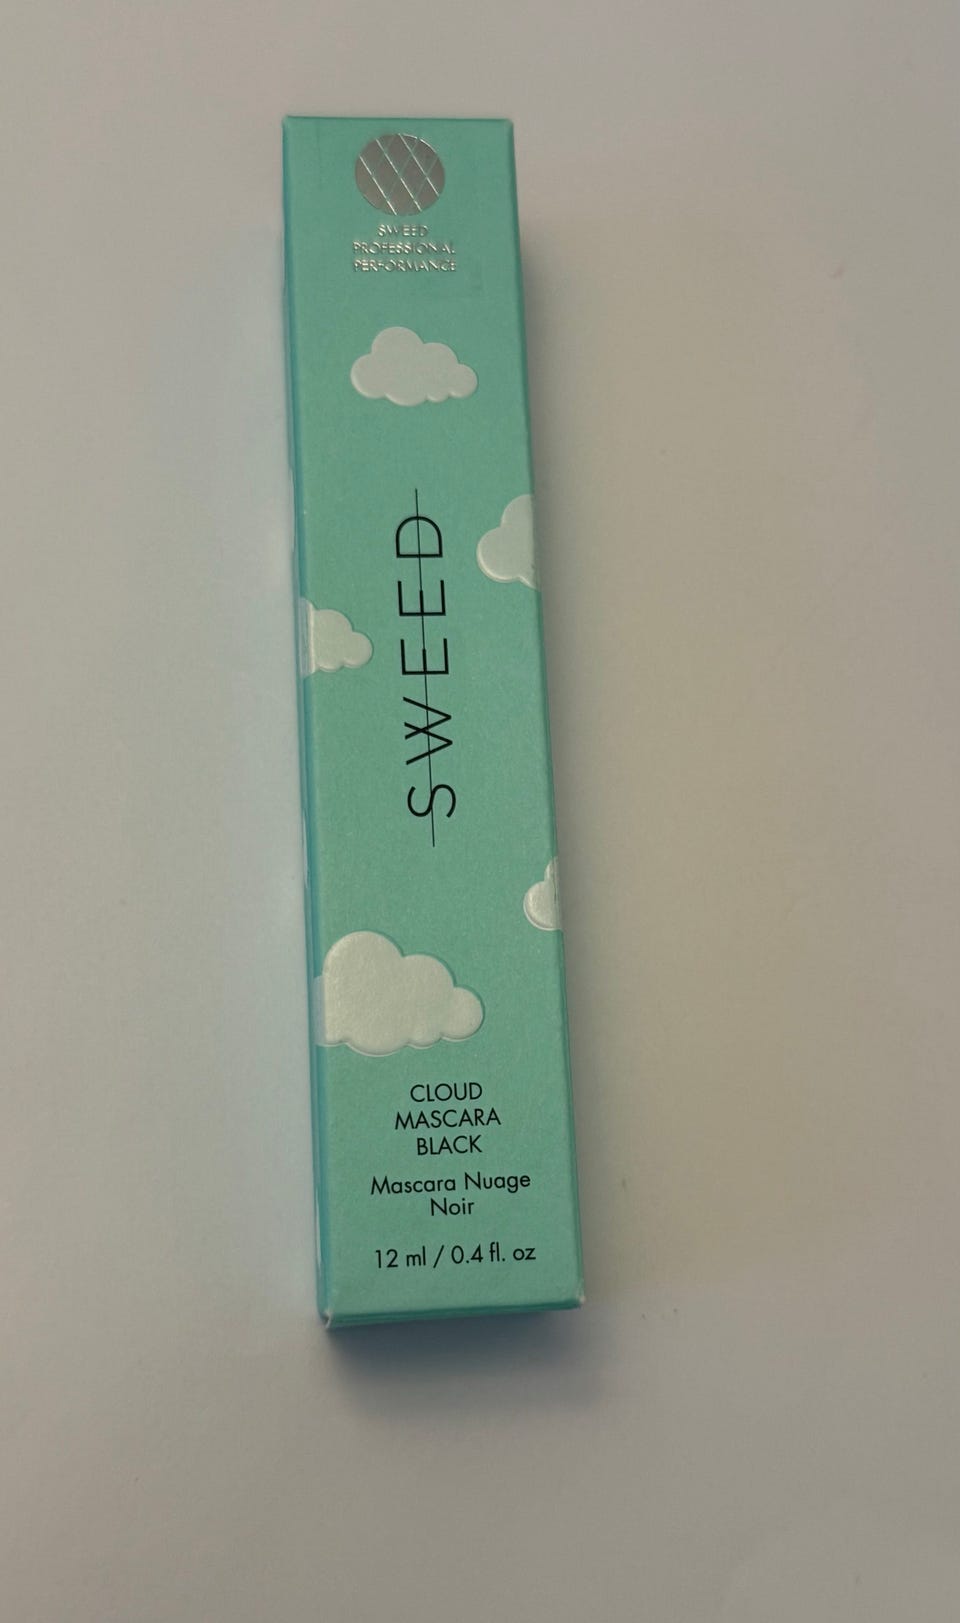 SWEED
PROFESSIONAL
PERFORMANCE
SWEED
CLOUD
MASCARA
BLACK
Mascara Nuage
Noir
12 ml / 0.4 fl. oz